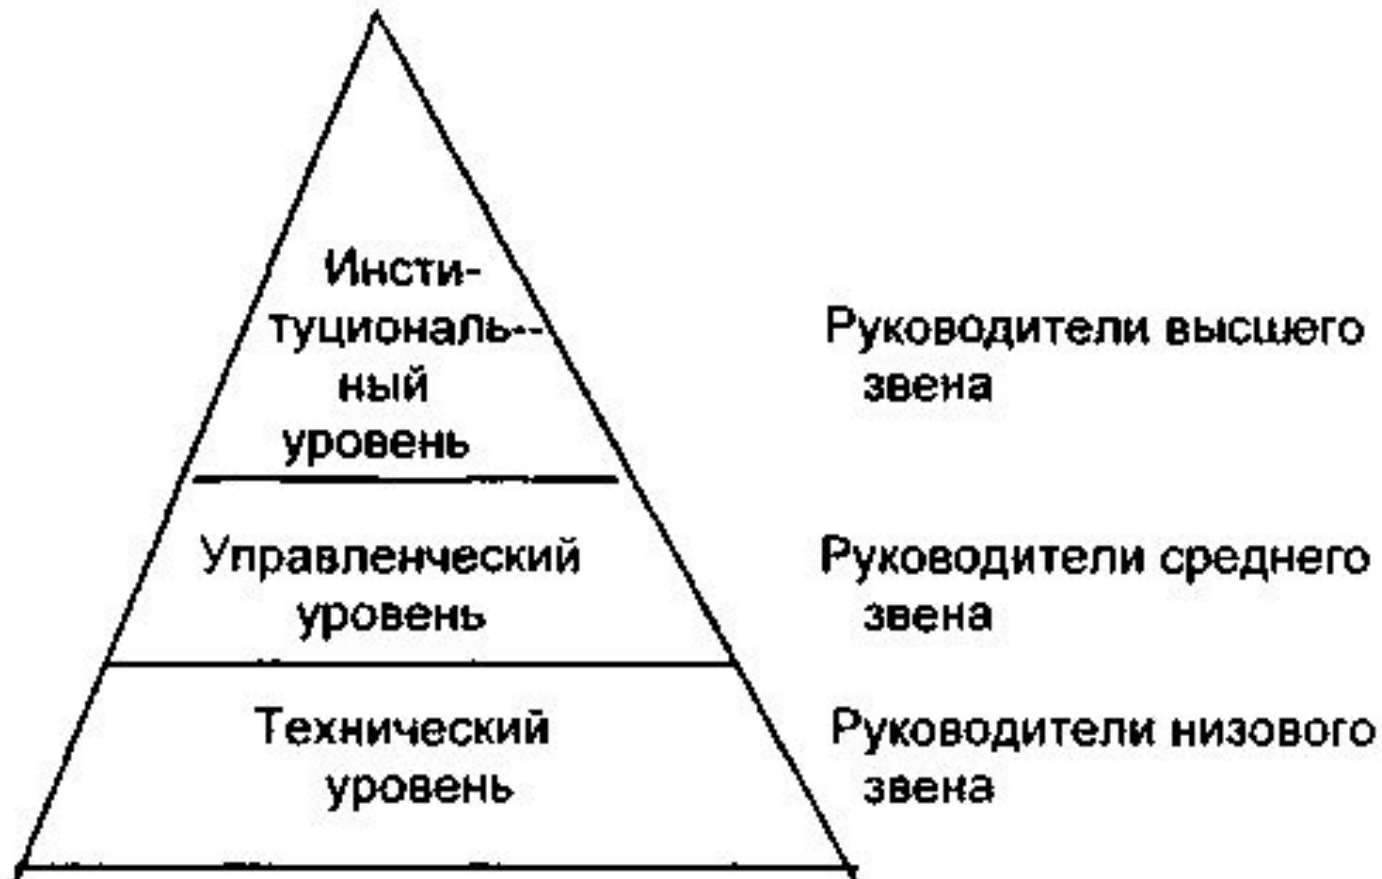 Инсти-
туциональ--
ный
уровень
Руководители высшего
звена
Управленческий
уровень
Руководители среднего
звена
Технический
уровень
Руководители низового
звена